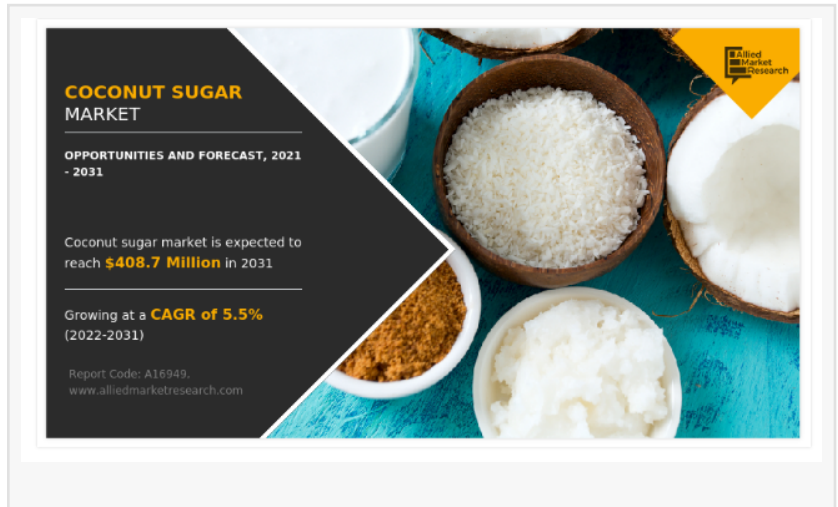 COCONUT SUGAR
MARKET
OPPORTUNITIES AND FORECAST, 2021
- 2031
Coconut sugar market is expected to
reach $408.7 Million in 2031
Growing at a CAGR of 5.5%
(2022-2031)
Report Code: A16949.
www.alliedmarketresearch.com
Allied
Market
Research